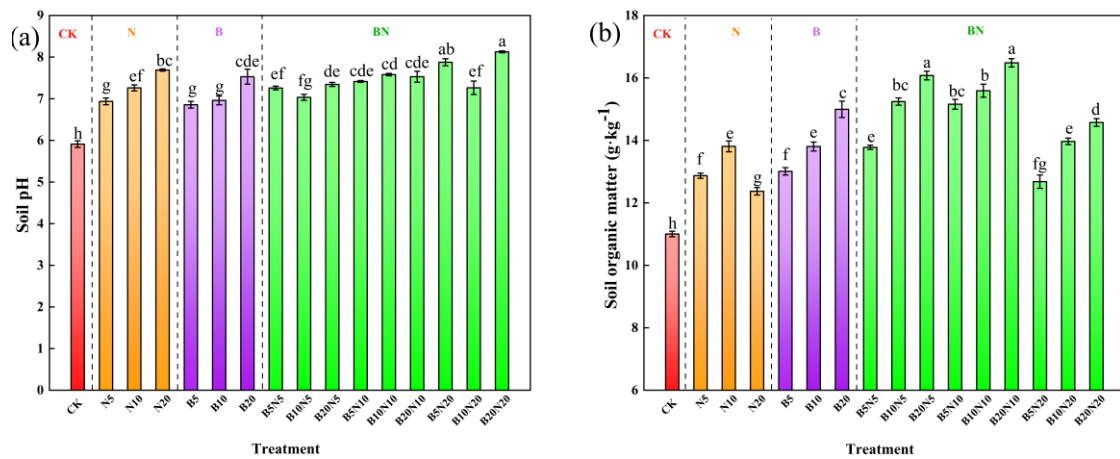 (a)
CK N B BN
9
8
7
6
5
4
3
2
1
0
Soil pH
h g ef bc g g cde ef fg de cde cd cde ab ef a
CK N5 N10 N20 B5 B10 B20 B5N5 B10N5 B20N5 B5N10 B10N10 B20N10 B5N20 B10N20 B20N20
Treatment
(b)
CK N B BN
18
16
14
12
10
8
6
Soil organic matter (g·kg⁻¹)
h f e g f e c e bc a bc b a fg e d
CK N5 N10 N20 B5 B10 B20 B5N5 B10N5 B20N5 B5N10 B10N10 B20N10 B5N20 B10N20 B20N20
Treatment